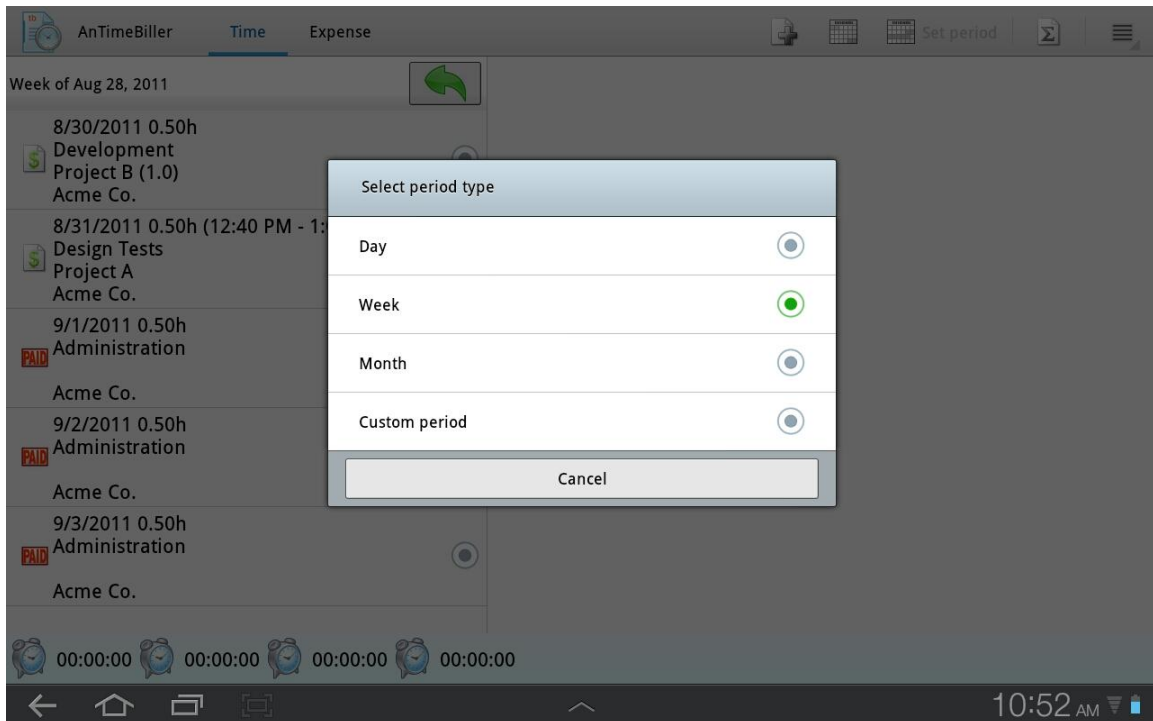 AnTimeBiller
Time
Expense
Set period
Week of Aug 28, 2011
8/30/2011 0.50h
Development
Project B (1.0)
Acme Co.
8/31/2011 0.50h (12:40 PM - 1:
Design Tests
Project A
Acme Co.
9/1/2011 0.50h
PAID Administration
Acme Co.
9/2/2011 0.50h
PAID Administration
Acme Co.
9/3/2011 0.50h
PAID Administration
Acme Co.
Select period type
Day
Week
Month
Custom period
Cancel
00:00:00 00:00:00 00:00:00 00:00:00
10:52 AM